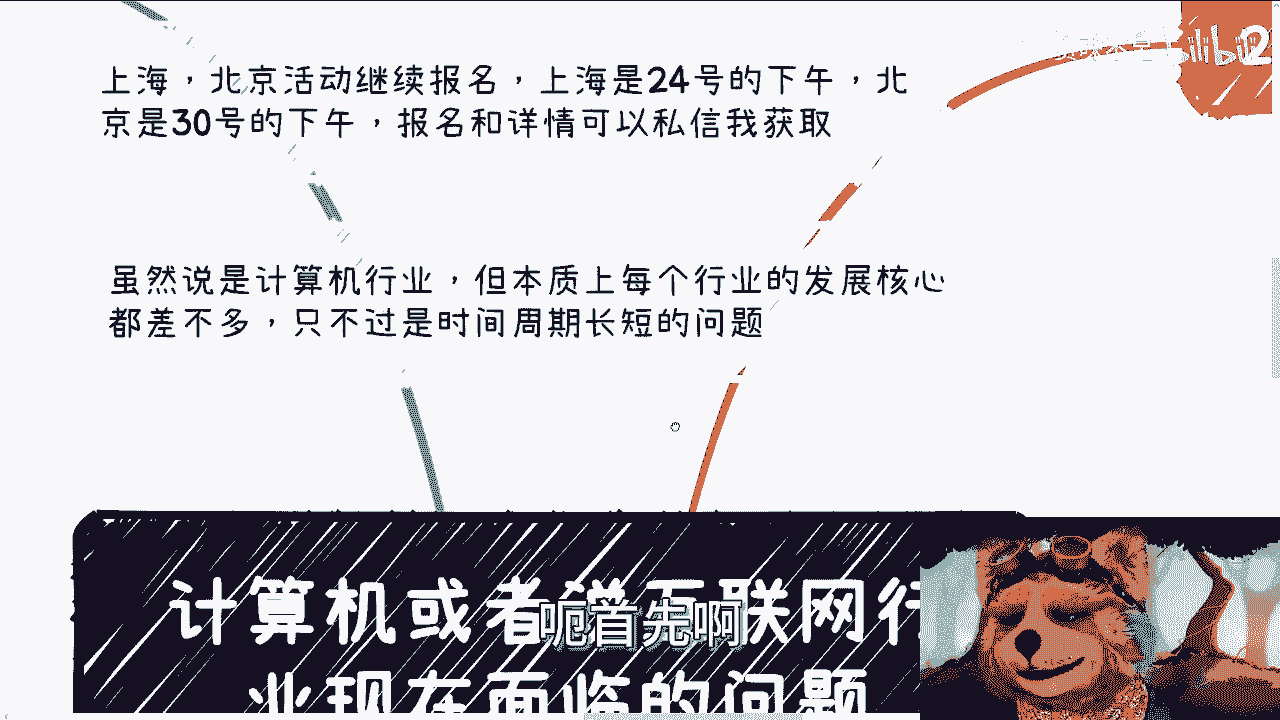 上海，北京活动继续报名，上海是24号的下午，北
京是30号的下午，报名和详情可以私信我获取
虽然说是计算机行业，但本质上每个行业的发展核心
都差不多，只不过是时间周期长短的问题
计算机或者说互联网行
业现在面临的问题
呃首先啊
bilibili
2